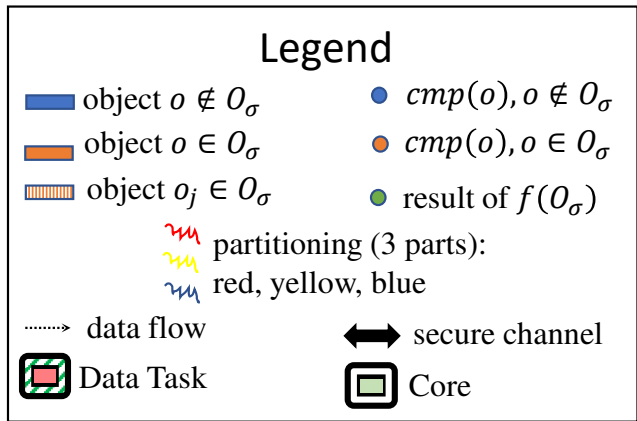 Legend
object o ∉ O_σ cmp(o), o ∉ O_σ
object o ∈ O_σ cmp(o), o ∈ O_σ
object o_j ∈ O_σ result of f(O_σ)
partitioning (3 parts):
red, yellow, blue
data flow secure channel
Data Task Core